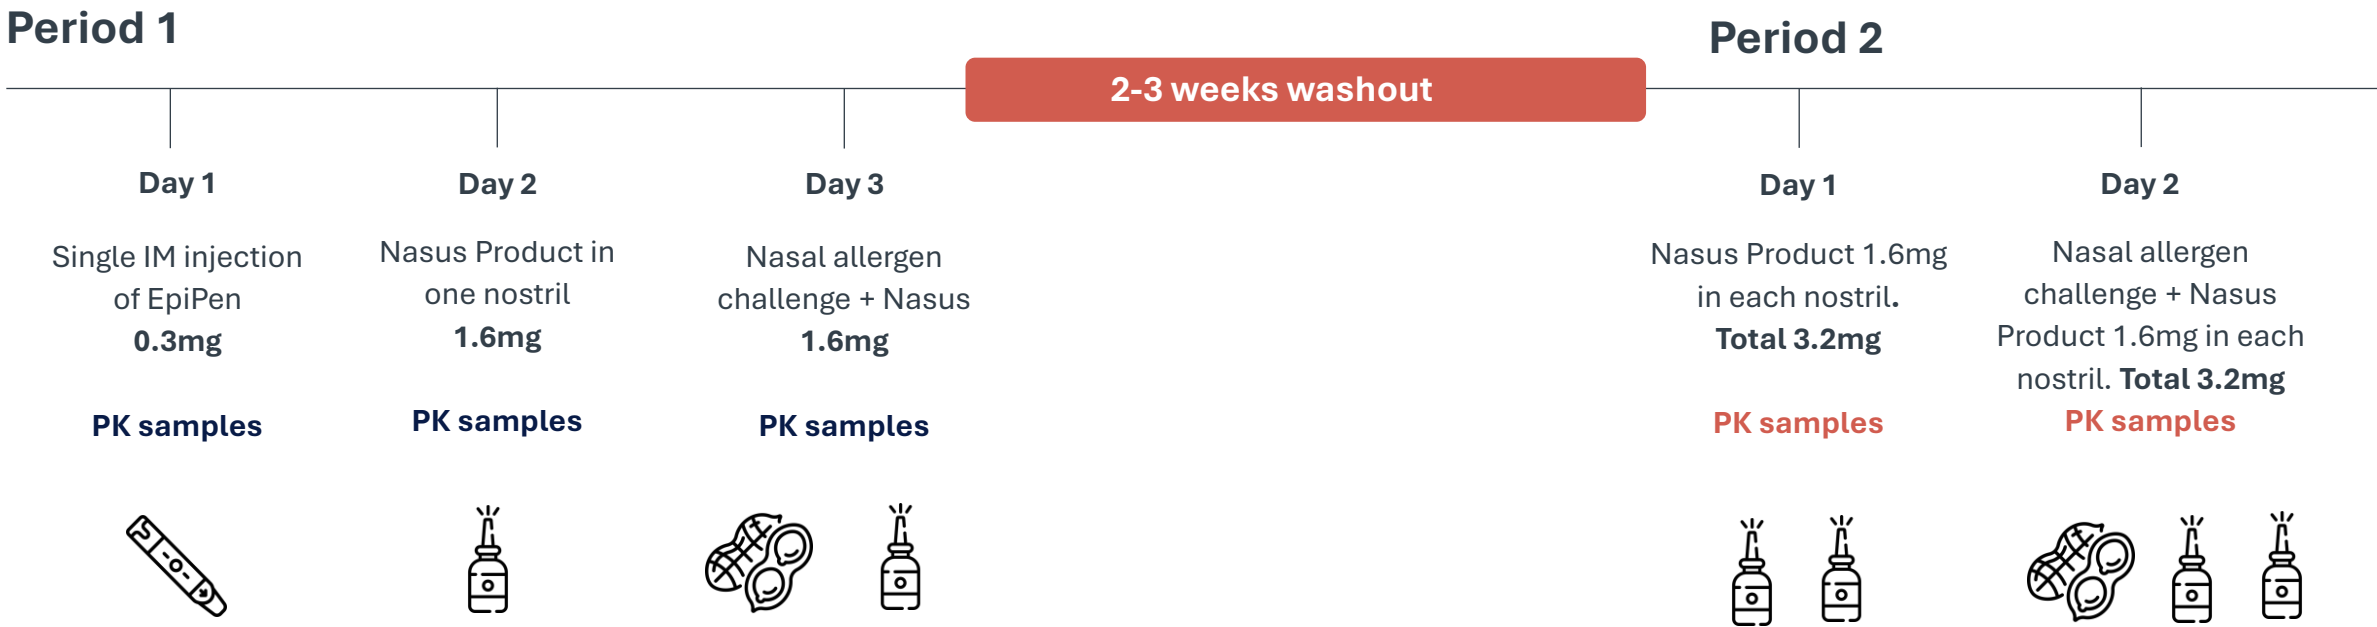 Period 1
Period 2
2-3 weeks washout
Day 1
Single IM injection
of EpiPen
0.3mg
PK samples
Day 2
Nasus Product in
one nostril
1.6mg
PK samples
Day 3
Nasal allergen
challenge + Nasus
1.6mg
PK samples
Day 1
Nasus Product 1.6mg
in each nostril.
Total 3.2mg
PK samples
Day 2
Nasal allergen
challenge + Nasus
Product 1.6mg in each
nostril. Total 3.2mg
PK samples